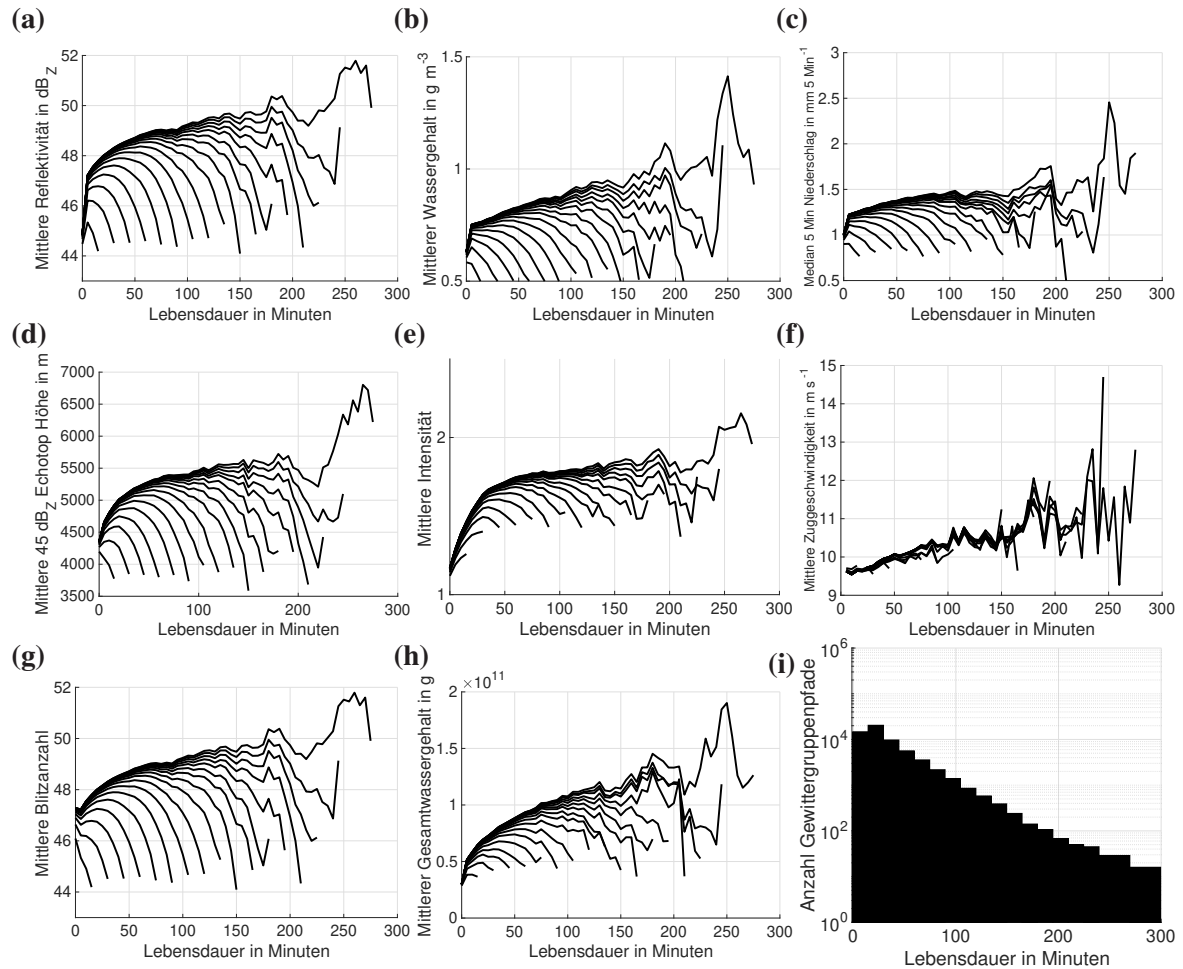 (a)
Mittlere Reflektivität in dB Z
52
50
48
46
44
0 50 100 150 200 250 300
Lebensdauer in Minuten
(b)
Mittlerer Wassergehalt in g m-3
1.5
1
0.5
0 50 100 150 200 250 300
Lebensdauer in Minuten
(c)
Median 5 Min Niederschlag in mm 5 Min-1
3
2.5
2
1.5
1
0.5
0 50 100 150 200 250 300
Lebensdauer in Minuten
(d)
Mittlere 45 dB Z Echotop Höhe in m
7000
6500
6000
5500
5000
4500
4000
3500
0 100 200 300
Lebensdauer in Minuten
(e)
Mittlere Intensität
2
1
0 50 100 150 200 250 300
Lebensdauer in Minuten
(f)
Mittlere Zuggeschwindigkeit in m s-1
15
14
13
12
11
10
9
0 50 100 150 200 250 300
Lebensdauer in Minuten
(g)
Mittlere Blitzanzahl
52
50
48
46
44
0 50 100 150 200 250 300
Lebensdauer in Minuten
(h)
Mittlerer Gesamtwassergehalt in g
×10 11
2
1.5
1
0.5
0
0 50 100 150 200 250 300
Lebensdauer in Minuten
(i)
Anzahl Gewittergruppenpfade
10 6
10 4
10 2
10 0
0 100 200 300
Lebensdauer in Minuten